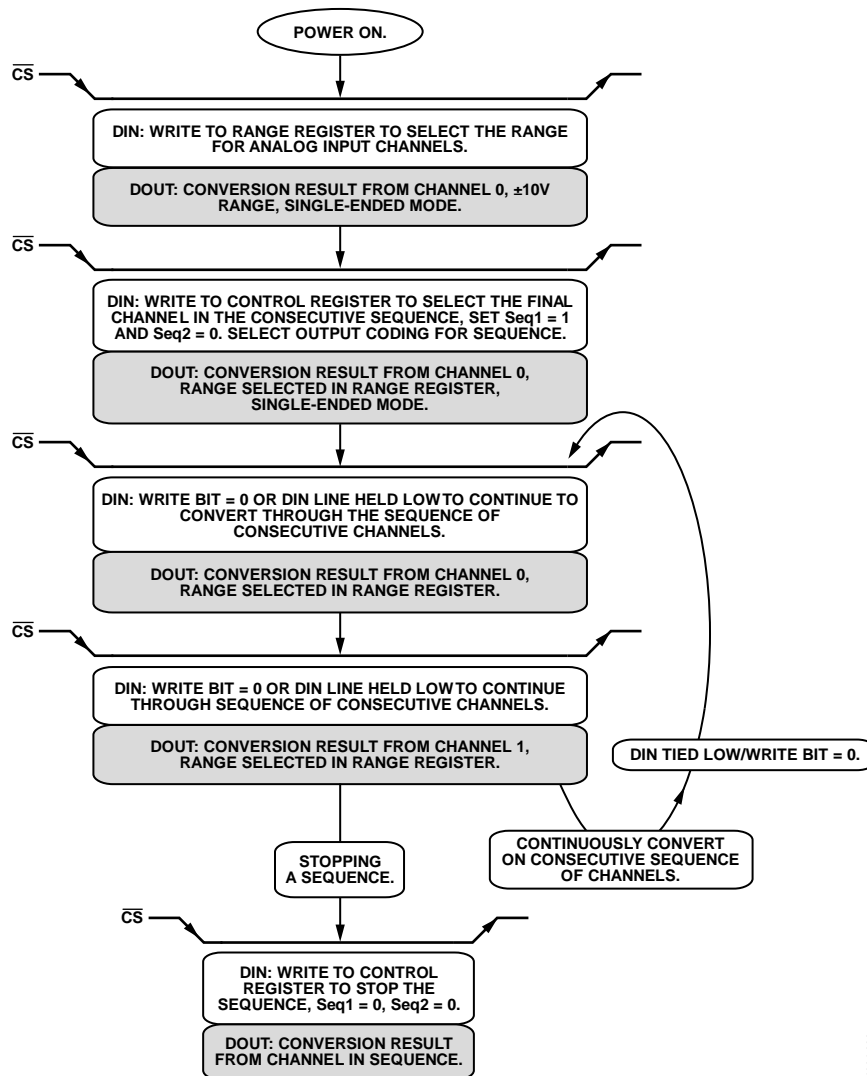 POWER ON.
CS
DIN: WRITE TO RANGE REGISTER TO SELECT THE RANGE
FOR ANALOG INPUT CHANNELS.
DOUT: CONVERSION RESULT FROM CHANNEL 0, ±10V
RANGE, SINGLE-ENDED MODE.
CS
DIN: WRITE TO CONTROL REGISTER TO SELECT THE FINAL
CHANNEL IN THE CONSECUTIVE SEQUENCE, SET Seq1 = 1
AND Seq2 = 0. SELECT OUTPUT CODING FOR SEQUENCE.
DOUT: CONVERSION RESULT FROM CHANNEL 0,
RANGE SELECTED IN RANGE REGISTER,
SINGLE-ENDED MODE.
CS
DIN: WRITE BIT = 0 OR DIN LINE HELD LOW TO CONTINUE TO
CONVERT THROUGH THE SEQUENCE OF
CONSECUTIVE CHANNELS.
DOUT: CONVERSION RESULT FROM CHANNEL 0,
RANGE SELECTED IN RANGE REGISTER.
CS
DIN: WRITE BIT = 0 OR DIN LINE HELD LOW TO CONTINUE
THROUGH SEQUENCE OF CONSECUTIVE CHANNELS.
DOUT: CONVERSION RESULT FROM CHANNEL 1,
RANGE SELECTED IN RANGE REGISTER.
DIN TIED LOW/WRITE BIT = 0.
STOPPING
A SEQUENCE.
CONTINUOUSLY CONVERT
ON CONSECUTIVE SEQUENCE
OF CHANNELS.
CS
DIN: WRITE TO CONTROL
REGISTER TO STOP THE
SEQUENCE, Seq1 = 0, Seq2 = 0.
DOUT: CONVERSION RESULT
FROM CHANNEL IN SEQUENCE.